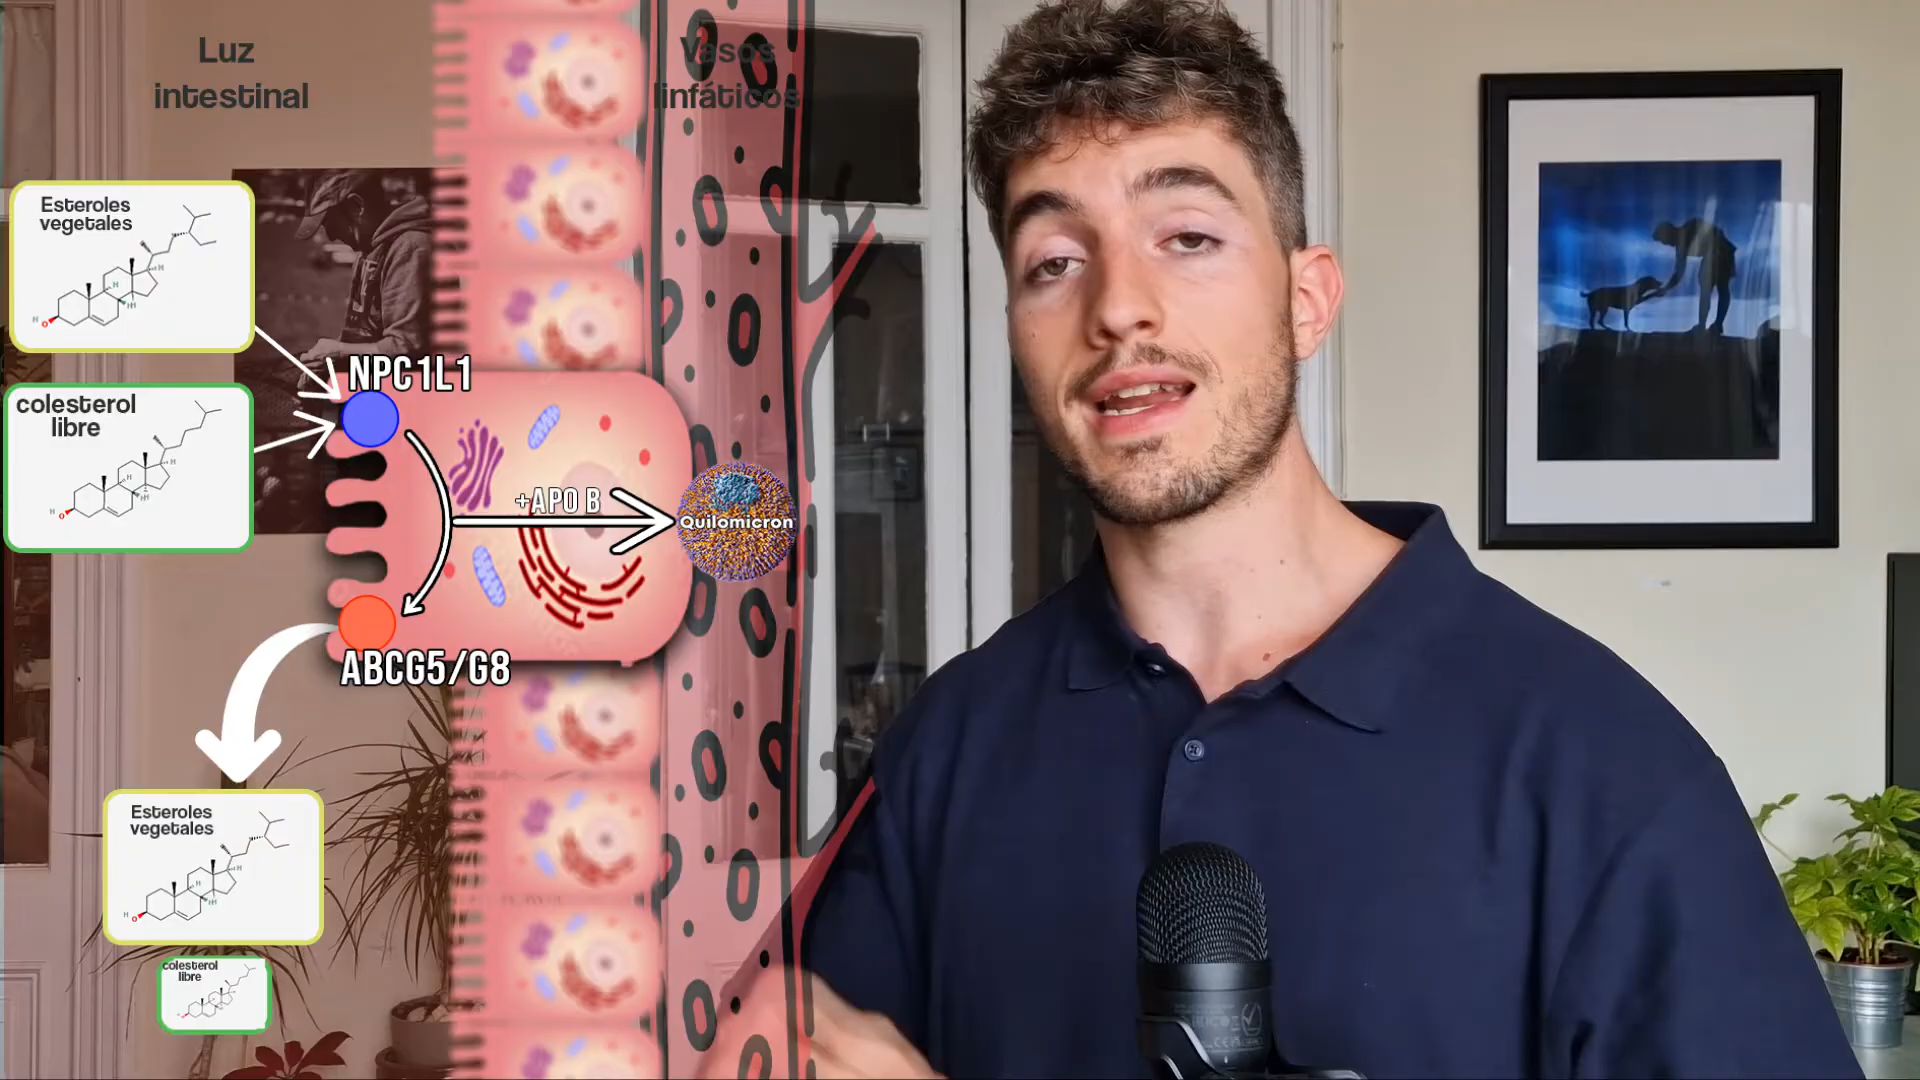 Luz
intestinal
Vasos
linfáticos
Esteroles
vegetales
H
O
H
H
H
H
colesterol
libre
H
O
H
H
H
H
NPC1L1
+APO B
Quilomicron
ABCG5/G8
Esteroles
vegetales
H
O
H
H
H
H
colesterol
libre